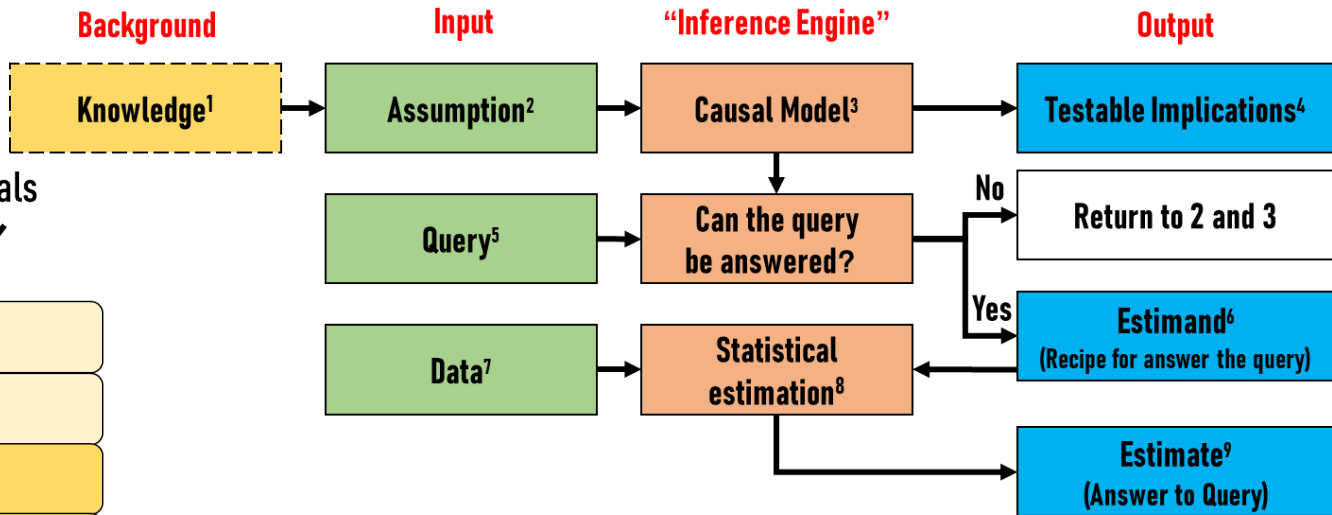 Background
Input
“Inference Engine”
Output
Knowledge¹
Assumption²
Causal Model³
Testable Implications⁴
als
No
Query⁵
Can the query
be answered?
Return to 2 and 3
Yes
Estimand⁶
(Recipe for answer the query)
Data⁷
Statistical
estimation⁸
Estimate⁹
(Answer to Query)